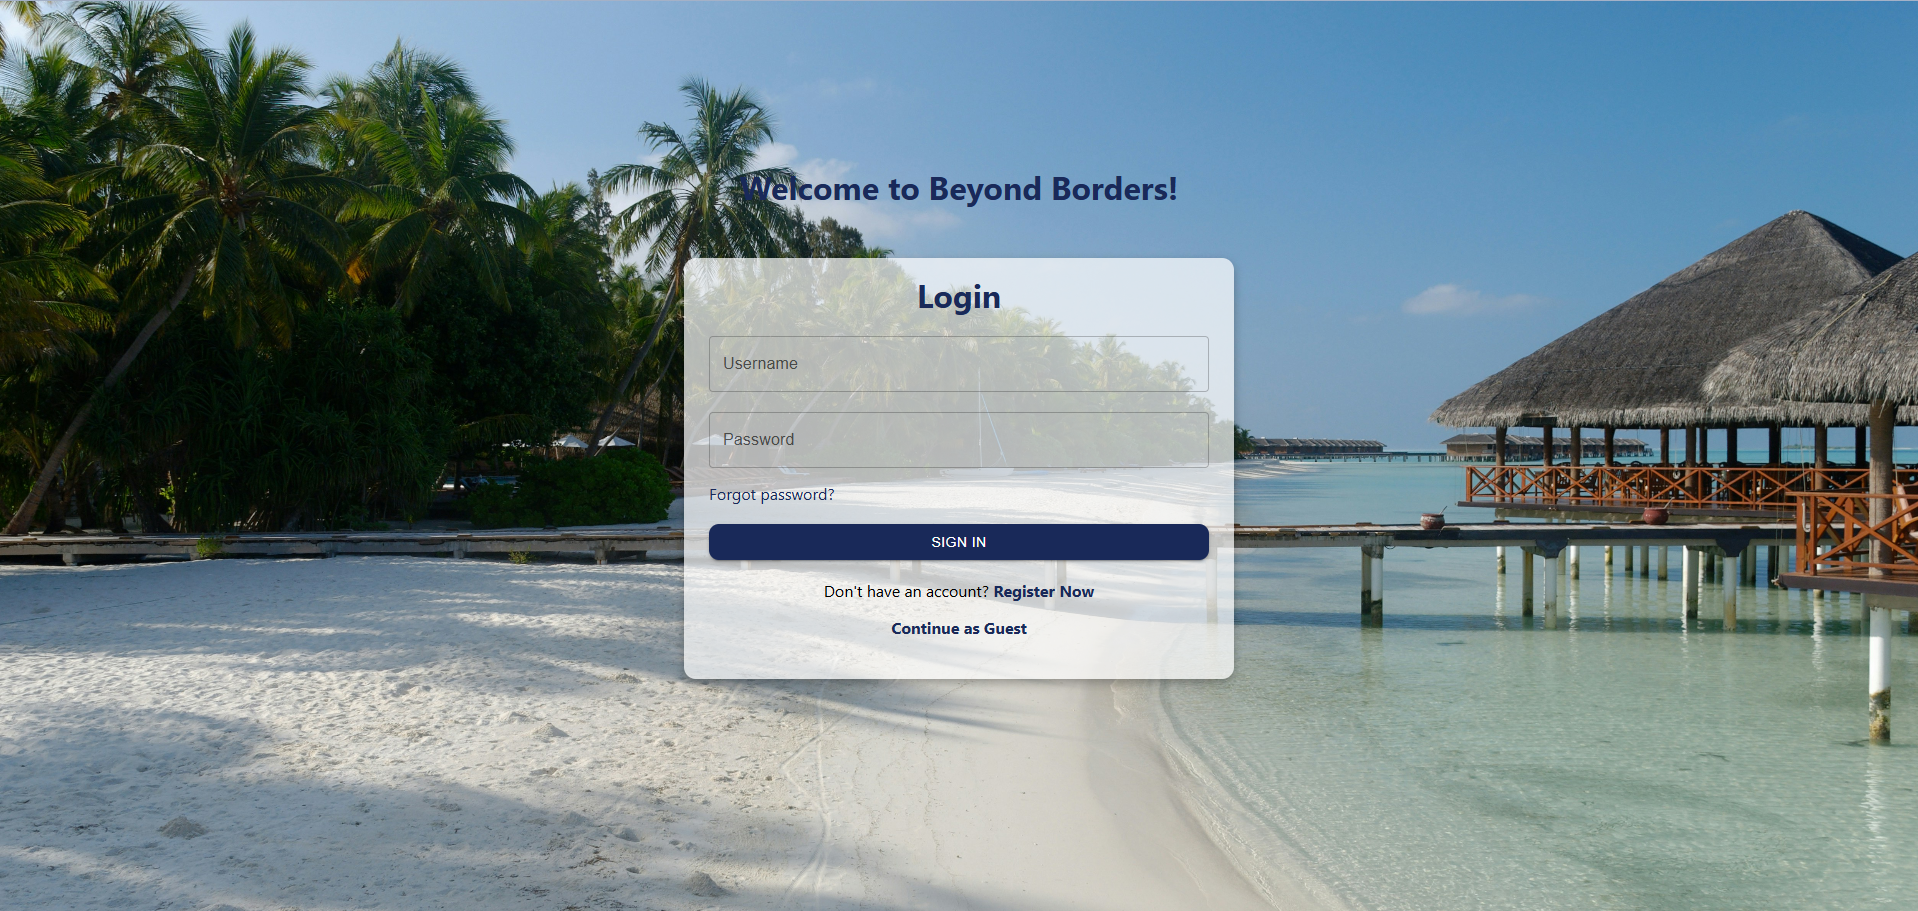 Welcome to Beyond Borders!
Login
Username
Password
Forgot password?
SIGN IN
Don't have an account? Register Now
Continue as Guest